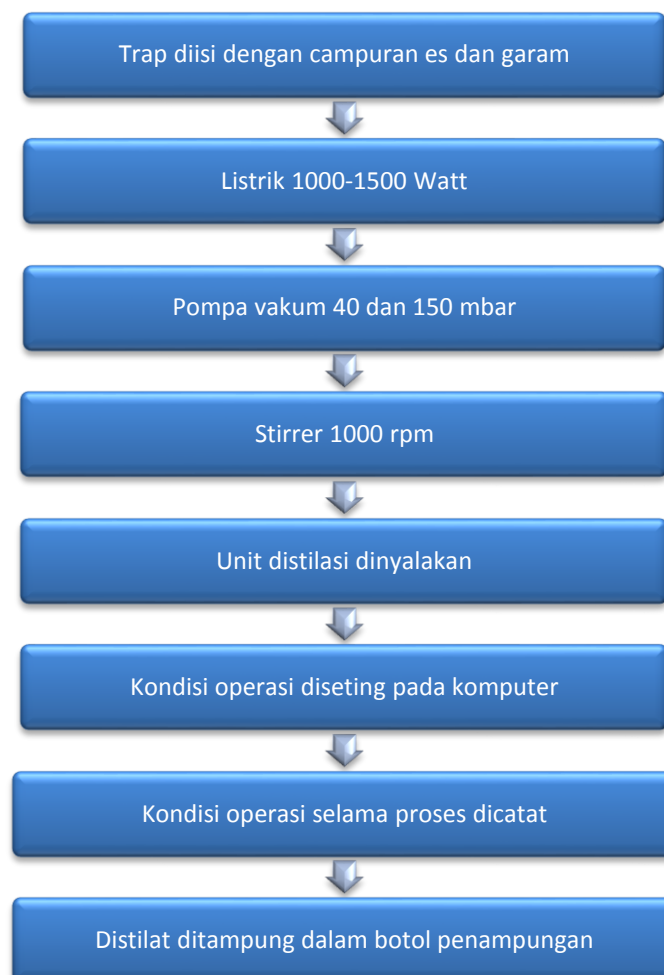 Trap diisi dengan campuran es dan garam
Listrik 1000-1500 Watt
Pompa vakum 40 dan 150 mbar
Stirrer 1000 rpm
Unit distilasi dinyalakan
Kondisi operasi diseting pada komputer
Kondisi operasi selama proses dicatat
Distilat ditampung dalam botol penampungan